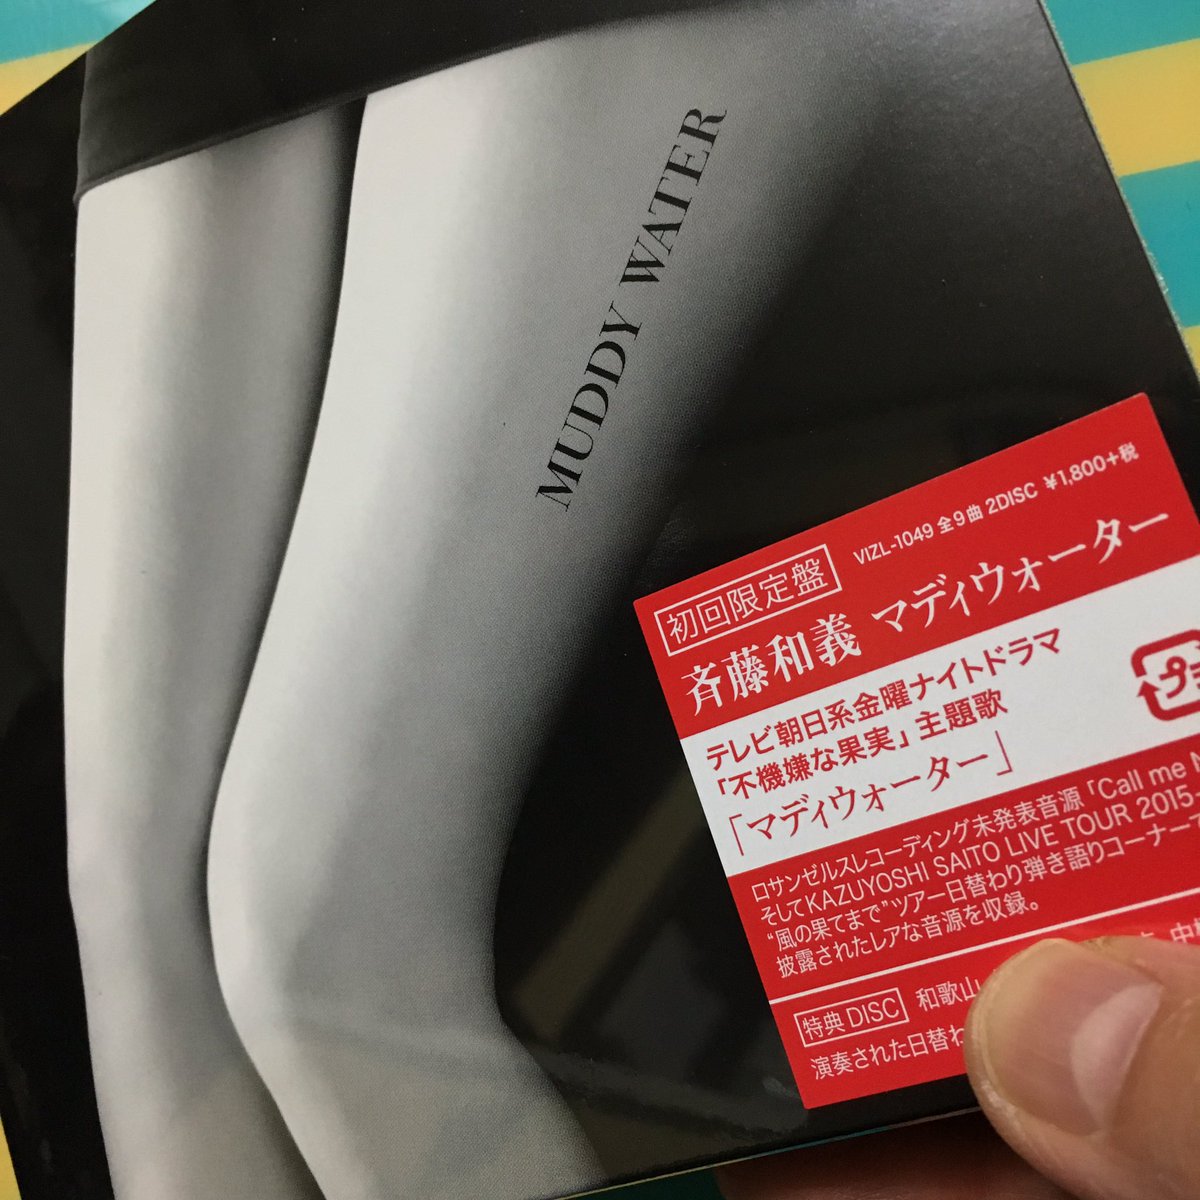 MUDDY WATER
初回限定盤
VIZL-1049 全9曲 2DISC ¥1,800+税
斉藤和義 マディウォーター
テレビ朝日系金曜ナイトドラマ
「不機嫌な果実」主題歌
「マディウォーター」
プ
ロサンゼルスレコーディング未発表音源「Call me
そしてKAZUYOSHI SAITO LIVE TOUR 2015-
“風の果てまで”ツアー日替わり弾き語りコーナーで
披露されたレアな音源を収録。
特典DISC 和歌山
演奏された日替わ